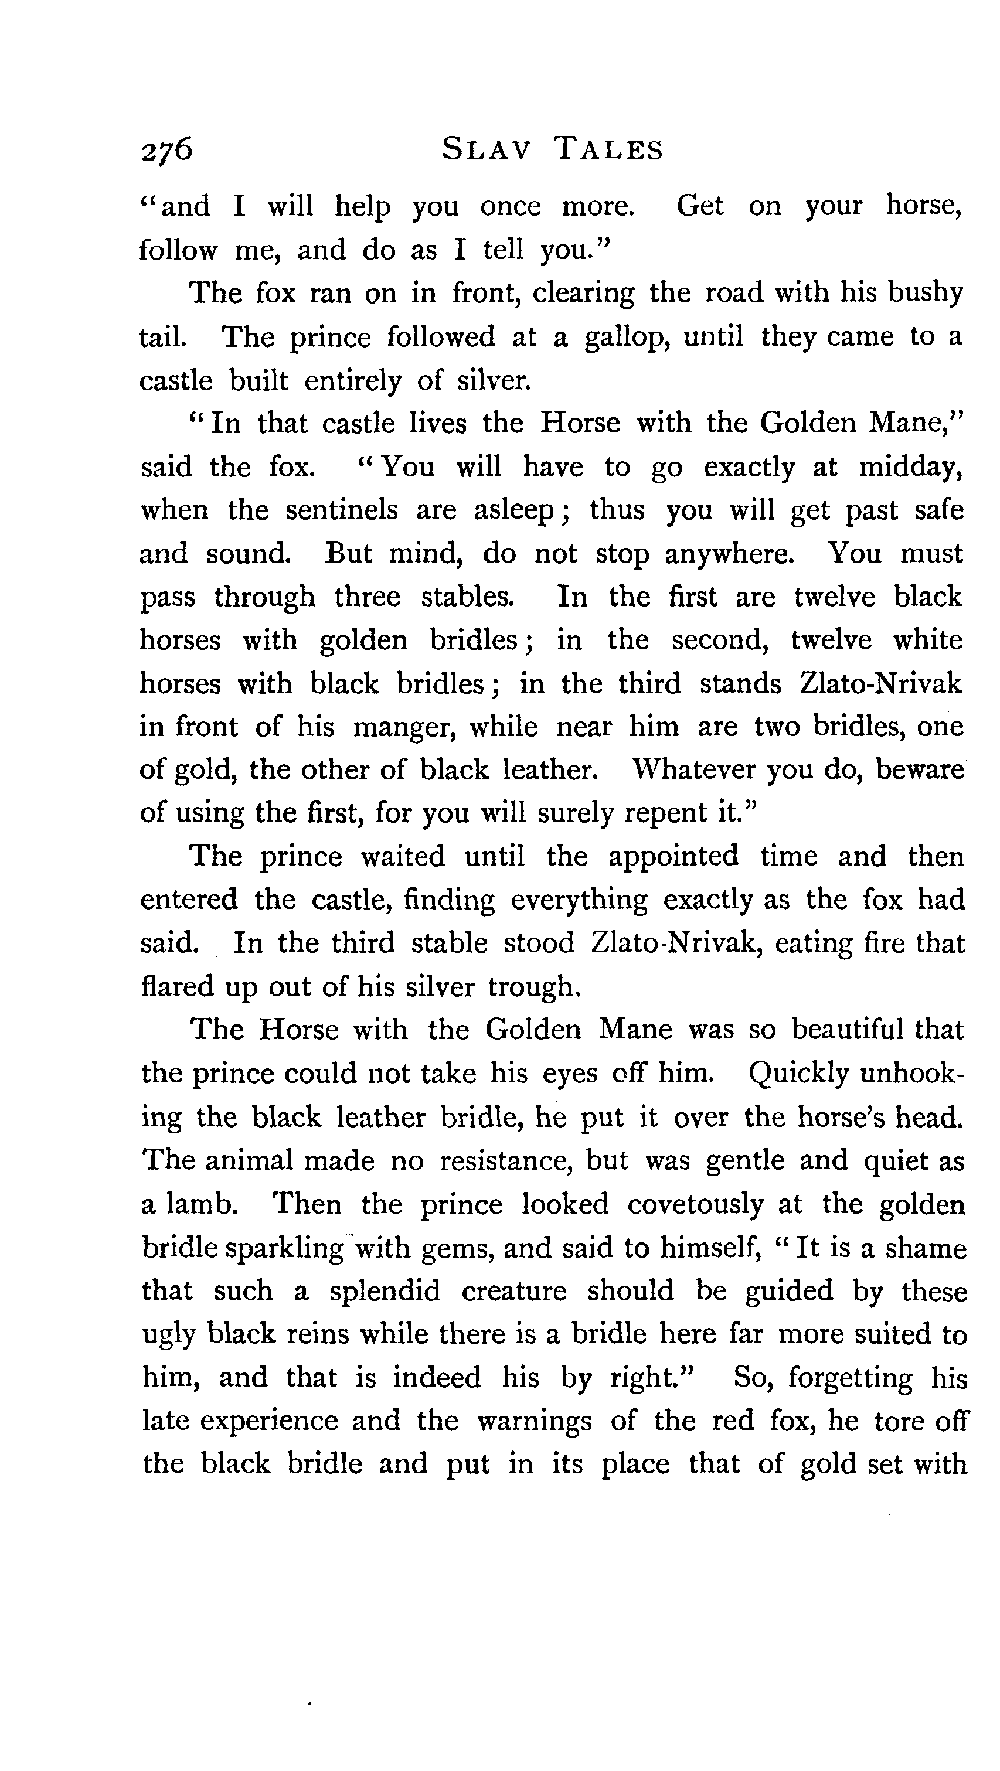 276 SLAV TALES
“and I will help you once more. Get on your horse,
follow me, and do as I tell you.”
The fox ran on in front, clearing the road with his bushy
tail. The prince followed at a gallop, until they came to a
castle built entirely of silver.
“In that castle lives the Horse with the Golden Mane,”
said the fox. “You will have to go exactly at midday,
when the sentinels are asleep; thus you will get past safe
and sound. But mind, do not stop anywhere. You must
pass through three stables. In the first are twelve black
horses with golden bridles; in the second, twelve white
horses with black bridles; in the third stands Zlato-Nrivak
in front of his manger, while near him are two bridles, one
of gold, the other of black leather. Whatever you do, beware
of using the first, for you will surely repent it.”
The prince waited until the appointed time and then
entered the castle, finding everything exactly as the fox had
said. In the third stable stood Zlato-Nrivak, eating fire that
flared up out of his silver trough.
The Horse with the Golden Mane was so beautiful that
the prince could not take his eyes off him. Quickly unhook-
ing the black leather bridle, he put it over the horse's head.
The animal made no resistance, but was gentle and quiet as
a lamb. Then the prince looked covetously at the golden
bridle sparkling with gems, and said to himself, “It is a shame
that such a splendid creature should be guided by these
ugly black reins while there is a bridle here far more suited to
him, and that is indeed his by right.” So, forgetting his
late experience and the warnings of the red fox, he tore off
the black bridle and put in its place that of gold set with